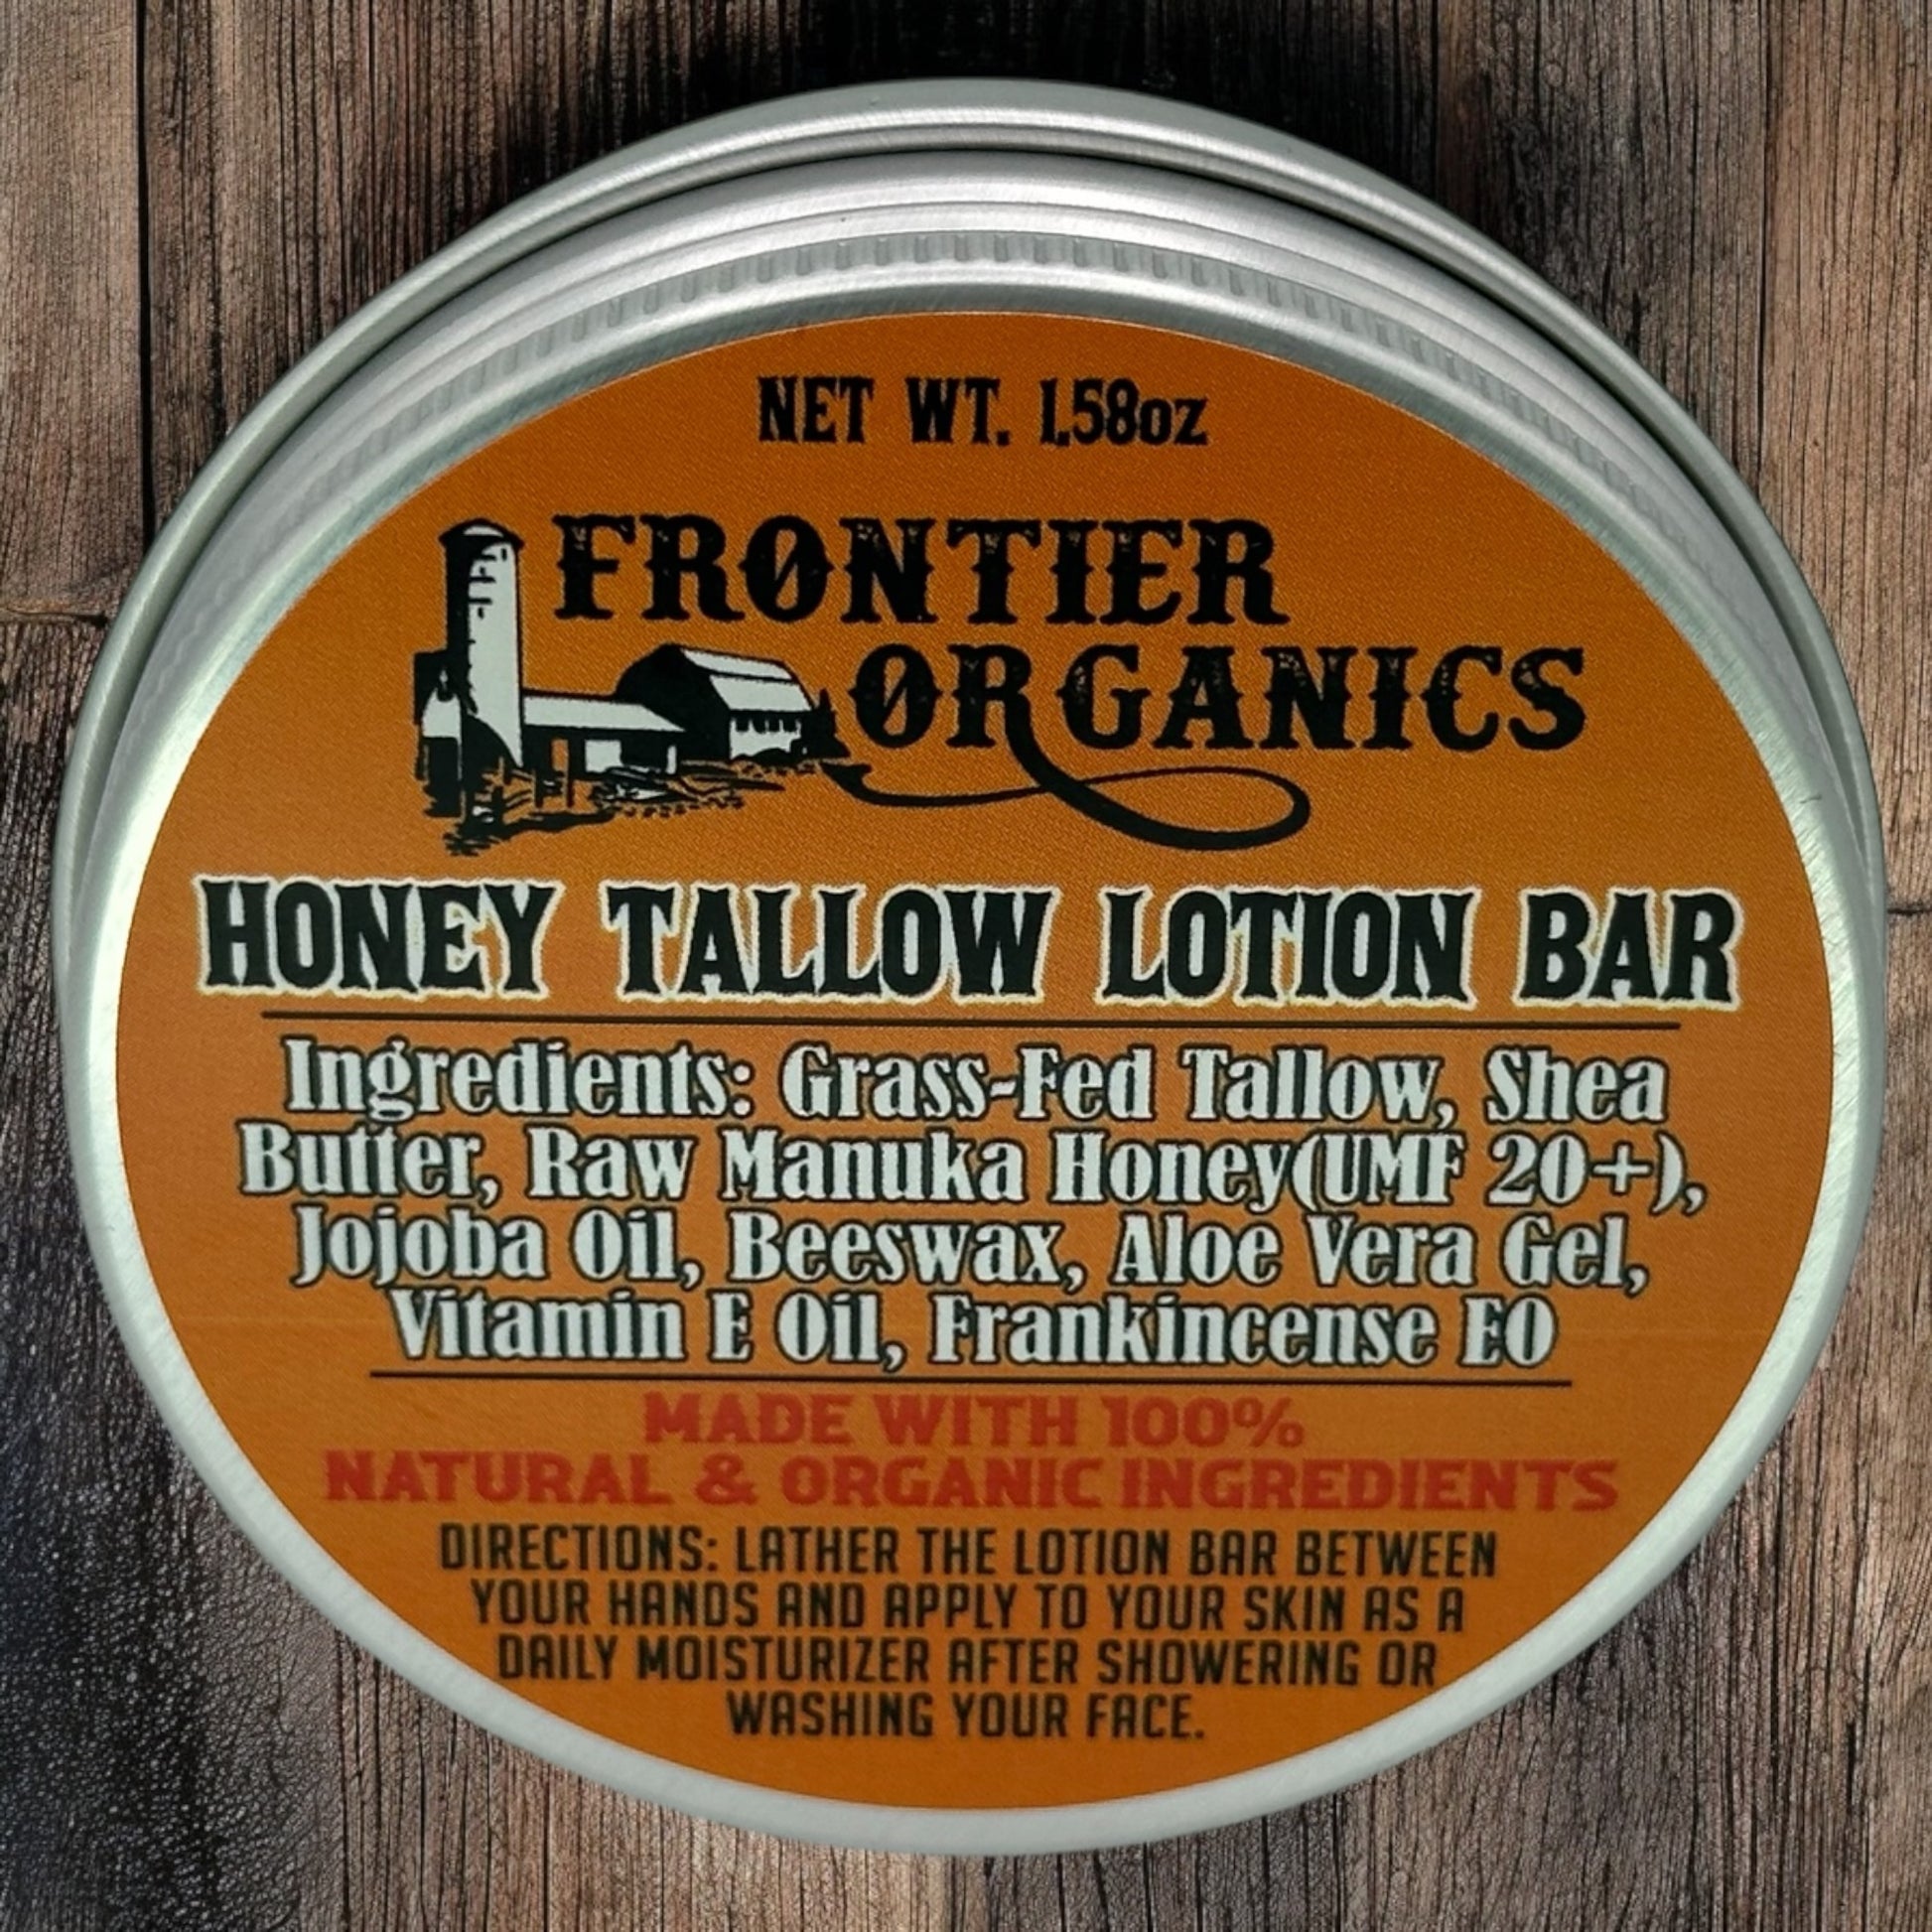 NET WT. 1.58oz
FRONTIER
ORGANICS
HONEY TALLOW LOTION BAR
Ingredients: Grass-Fed Tallow, Shea
Butter, Raw Manuka Honey(UMF 20+),
Jojoba Oil, Beeswax, Aloe Vera Gel,
Vitamin E Oil, Frankincense EO
MADE WITH 100%
NATURAL & ORGANIC INGREDIENTS
DIRECTIONS: LATHER THE LOTION BAR BETWEEN
YOUR HANDS AND APPLY TO YOUR SKIN AS A
DAILY MOISTURIZER AFTER SHOWERING OR
WASHING YOUR FACE.